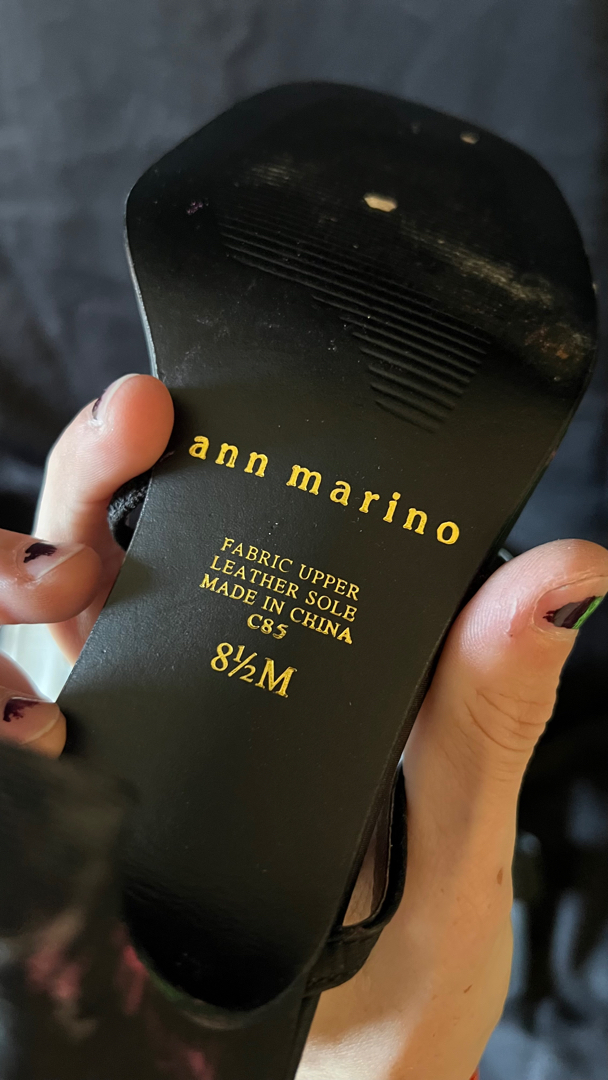 ann marino
FABRIC UPPER
LEATHER SOLE
MADE IN CHINA
C85
8½M